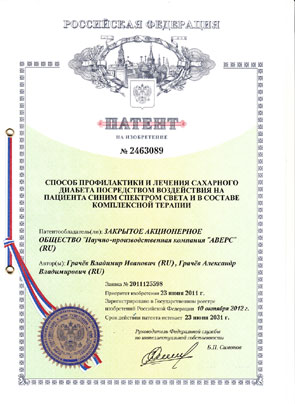 РОССИЙСКАЯ ФЕДЕРАЦИЯ
ПАТЕНТ
НА ИЗОБРЕТЕНИЕ
№ 2463089
СПОСОБ ПРОФИЛАКТИКИ И ЛЕЧЕНИЯ САХАРНОГО
ДИАБЕТА ПОСРЕДСТВОМ ВОЗДЕЙСТВИЯ НА
ПАЦИЕНТА СИНИМ СПЕКТРОМ СВЕТА И В СОСТАВЕ
КОМПЛЕКСНОЙ ТЕРАПИИ
Патентообладатель(ли): ЗАКРЫТОЕ АКЦИОНЕРНОЕ
ОБЩЕСТВО "Научно-производственная компания "АВЕРС"
(RU)
Автор(ы): Грачёв Владимир Иванович (RU), Грачёв Александр
Владимирович (RU)
Заявка № 2011125598
Приоритет изобретения 23 июня 2011 г.
Зарегистрировано в Государственном реестре
изобретений Российской Федерации 10 октября 2012 г.
Срок действия патента истекает 23 июня 2031 г.
Руководитель Федеральной службы
по интеллектуальной собственности
Б.П. Симонов